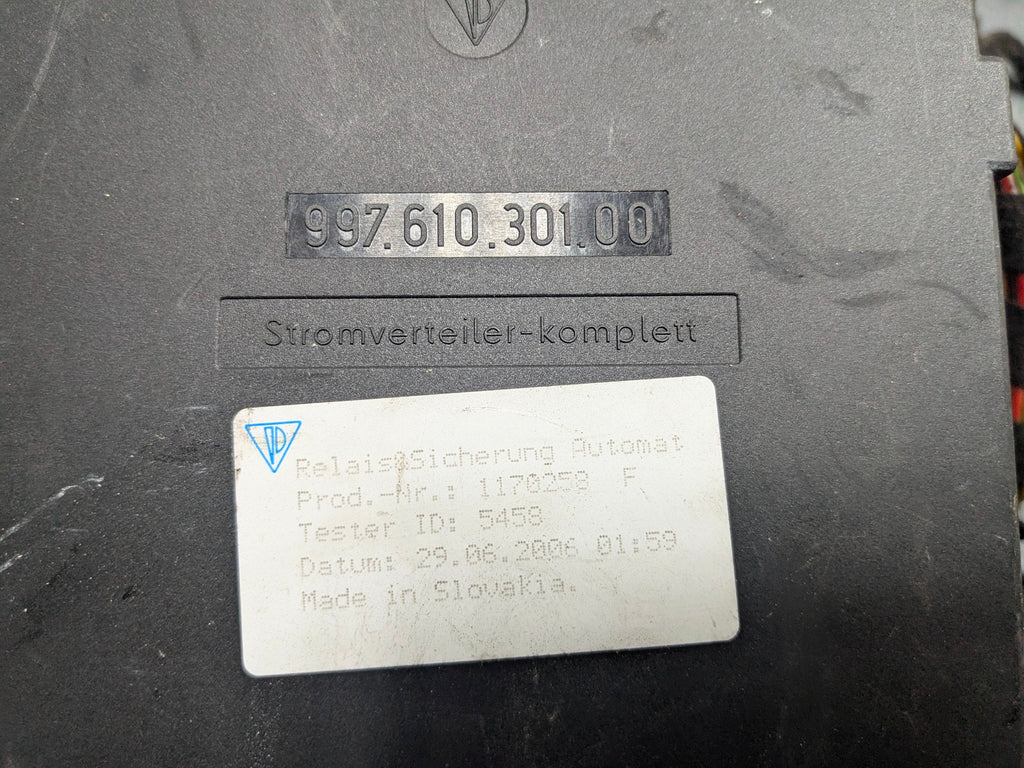 997.610.301.00
Stromverteiler-komplett
Relais&Sicherung Automat
Prod.-Nr.: 1170258 F
Tester ID: 5458
Datum: 29.06.2006 01:59
Made in Slovakia.